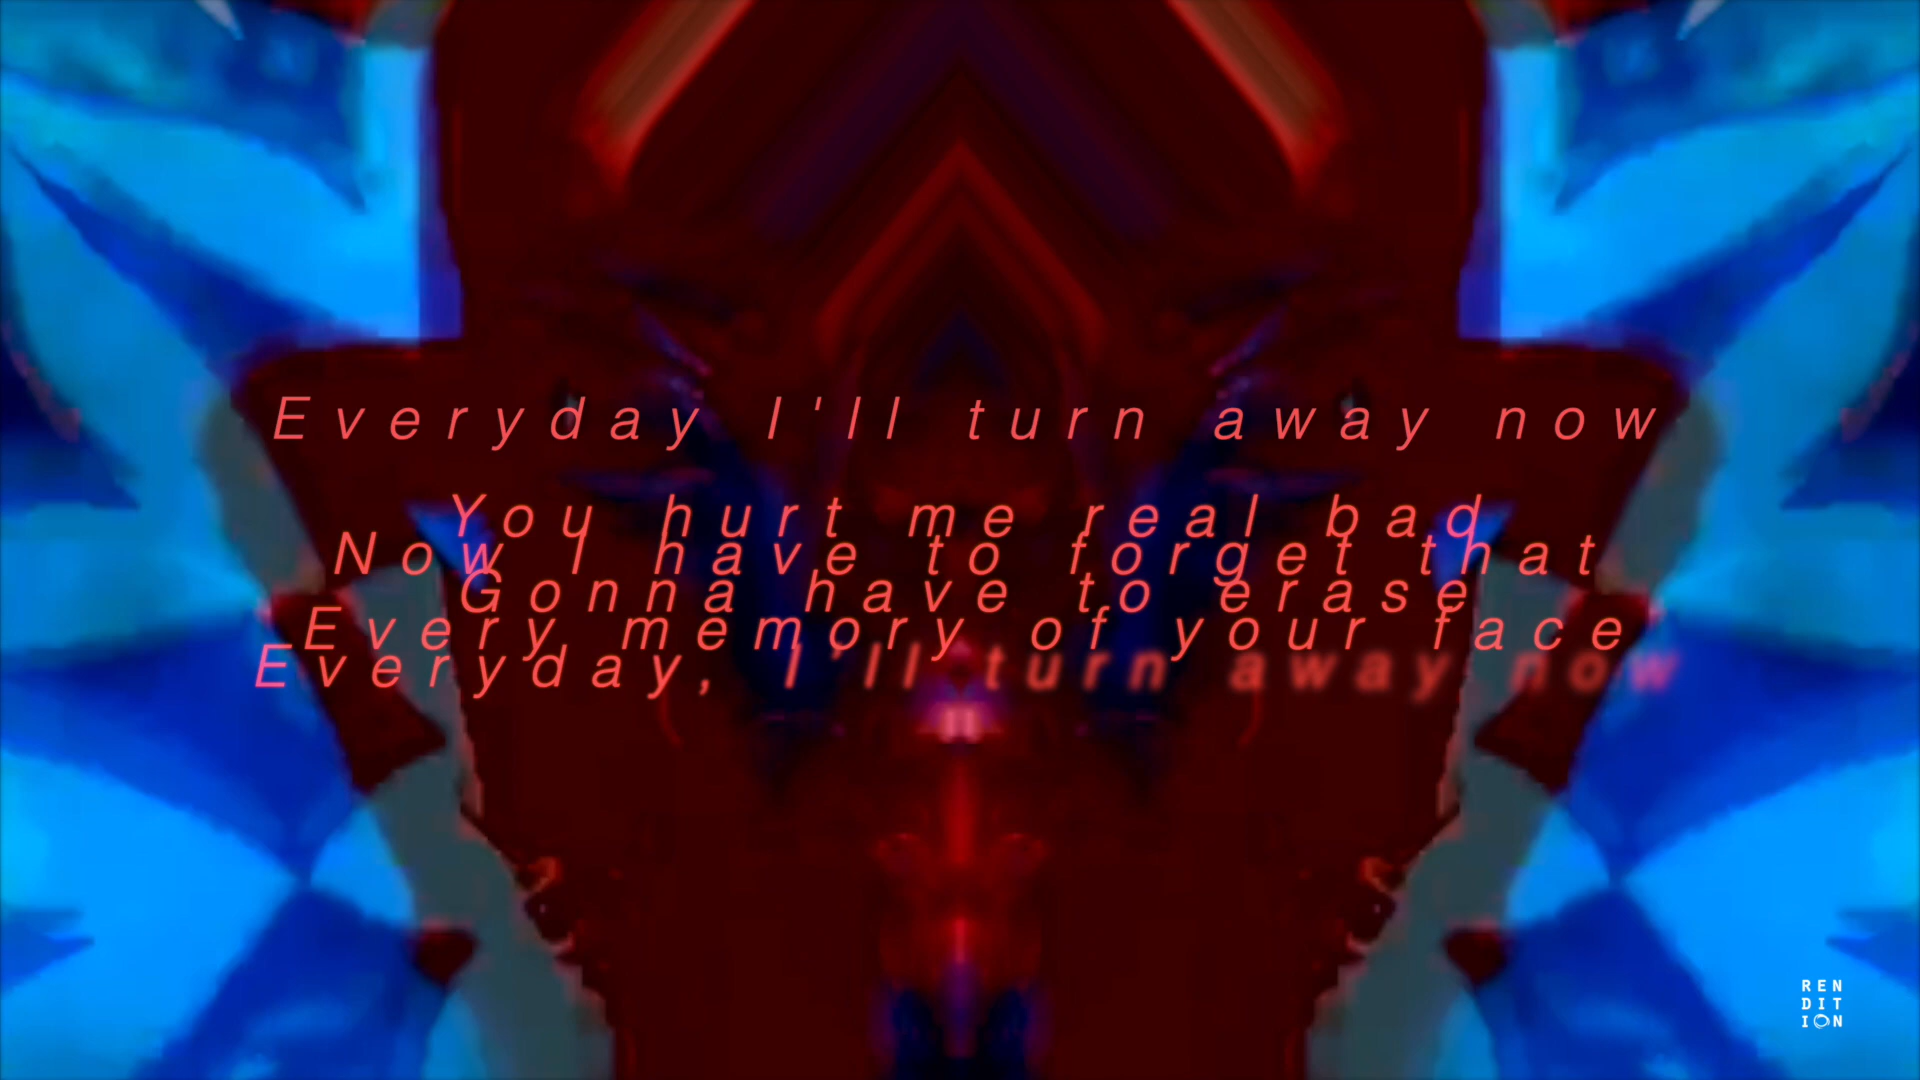 Everyday I'll turn away now
You hurt me real bad
Now I have to forget that
Gonna have to erase
Every memory of your face
Everyday, I'll turn away now
REN
DIT
ION